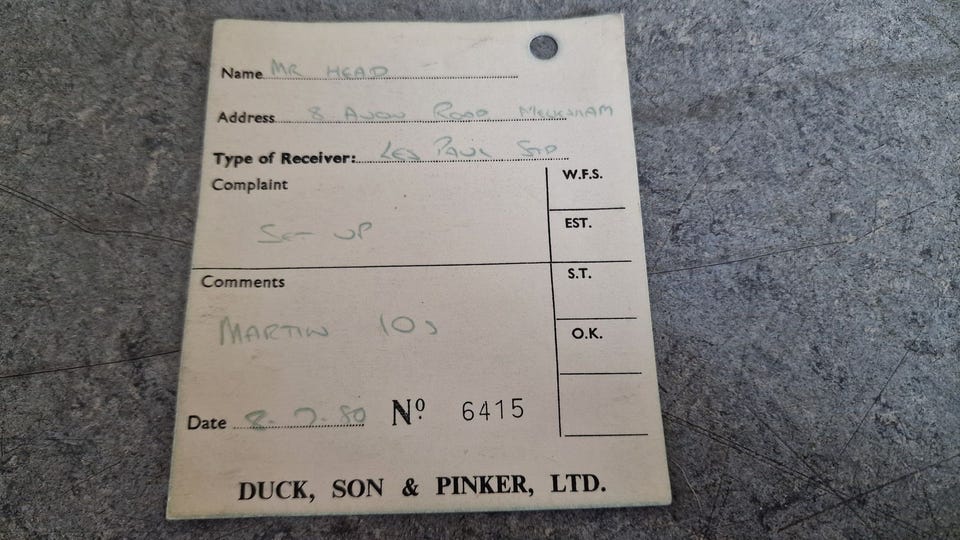 Name MR HEAD
Address 8 AVON ROAD MELKSHAM
Type of Receiver: LES PAUL STD
Complaint
W.F.S.
SET UP
EST.
Comments
S.T.
MARTIN 10s
O.K.
Date 8-7-80 Nº 6415
DUCK, SON & PINKER, LTD.